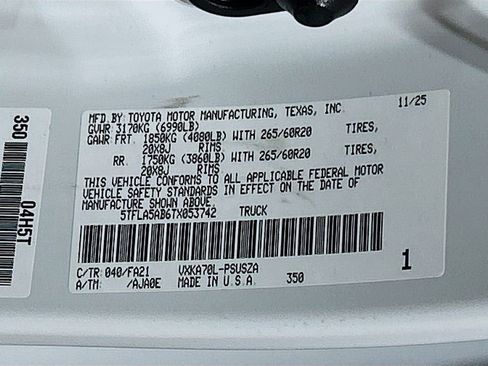 MFD.BY TOYOTA MOTOR MANUFACTURING, TEXAS, INC. 11/25
GVWR 3170KG (6990LB)
GAWR FRT. 1850KG (4080LB) WITH 265/60R20 TIRES,
20X8J RIMS
RR. 1750KG (3860LB) WITH 265/60R20 TIRES,
20X8J RIMS
THIS VEHICLE CONFORMS TO ALL APPLICABLE FEDERAL MOTOR
VEHICLE SAFETY STANDARDS IN EFFECT ON THE DATE OF
MANUFACTURE SHOWN ABOVE.
5TFLA5AB6TX053742 TRUCK
C/TR: 040/FA21 VXKA70L-PSUSZA 1
A/TM: /AJA0E MADE IN U.S.A. 350
350 04H5T